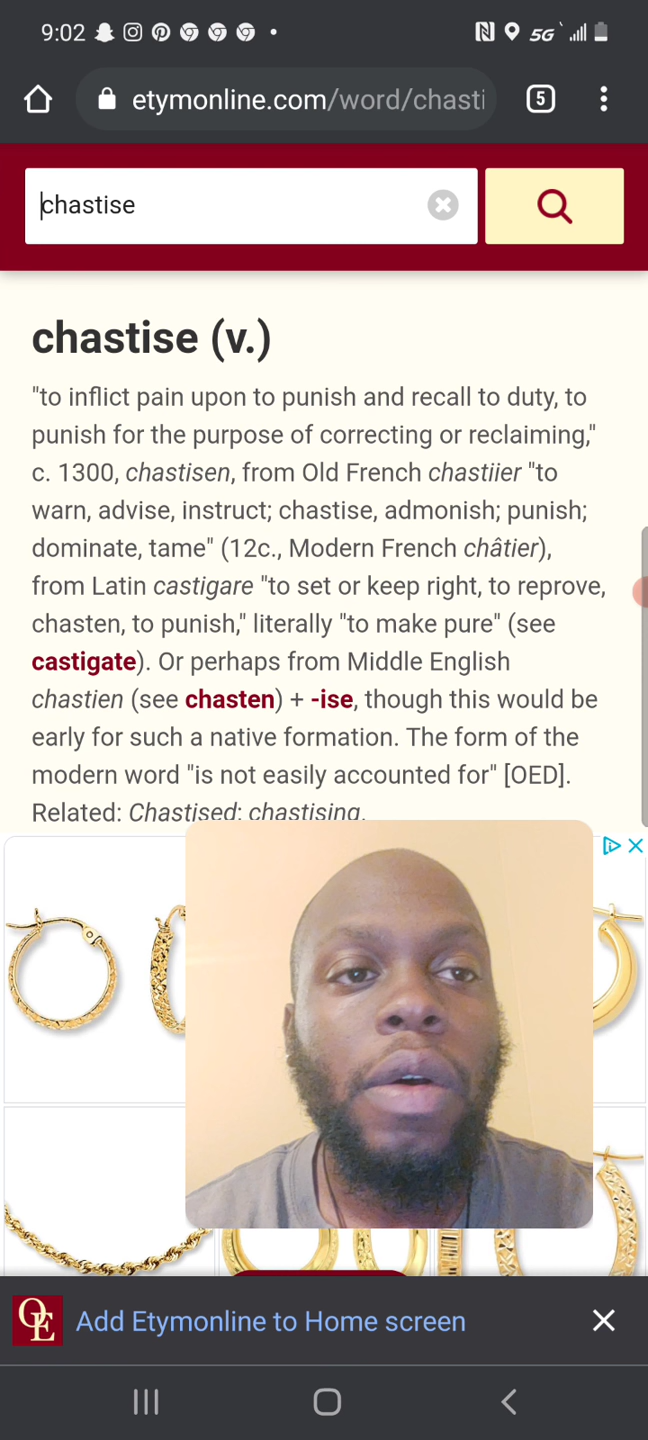 9:02
5G
etymonline.com/word/chasti
5
chastise
chastise (v.)
"to inflict pain upon to punish and recall to duty, to
punish for the purpose of correcting or reclaiming,"
c. 1300, chastisen, from Old French chastiier "to
warn, advise, instruct; chastise, admonish; punish;
dominate, tame" (12c., Modern French châtier),
from Latin castigare "to set or keep right, to reprove,
chasten, to punish," literally "to make pure" (see
castigate). Or perhaps from Middle English
chastien (see chasten) + -ise, though this would be
early for such a native formation. The form of the
modern word "is not easily accounted for" [OED].
Related: Chastised; chastising.
OE
Add Etymonline to Home screen